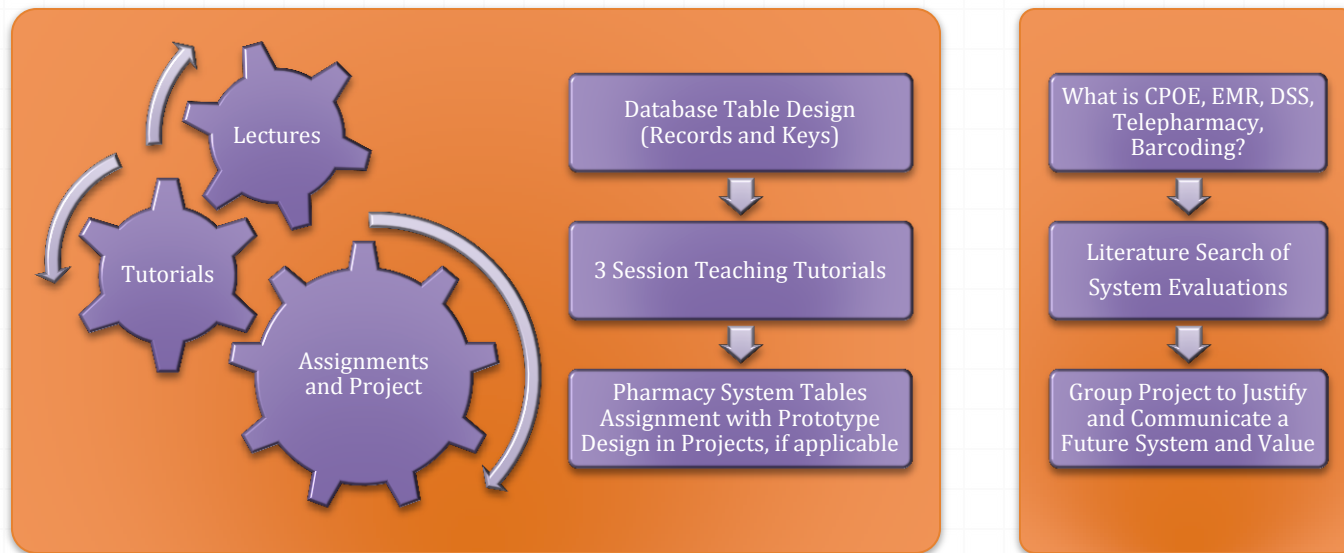 Lectures
Tutorials
Assignments
and Project
Database Table Design
(Records and Keys)
3 Session Teaching Tutorials
Pharmacy System Tables
Assignment with Prototype
Design in Projects, if applicable
What is CPOE, EMR, DSS,
Telepharmacy,
Barcoding?
Literature Search of
System Evaluations
Group Project to Justify
and Communicate a
Future System and Value